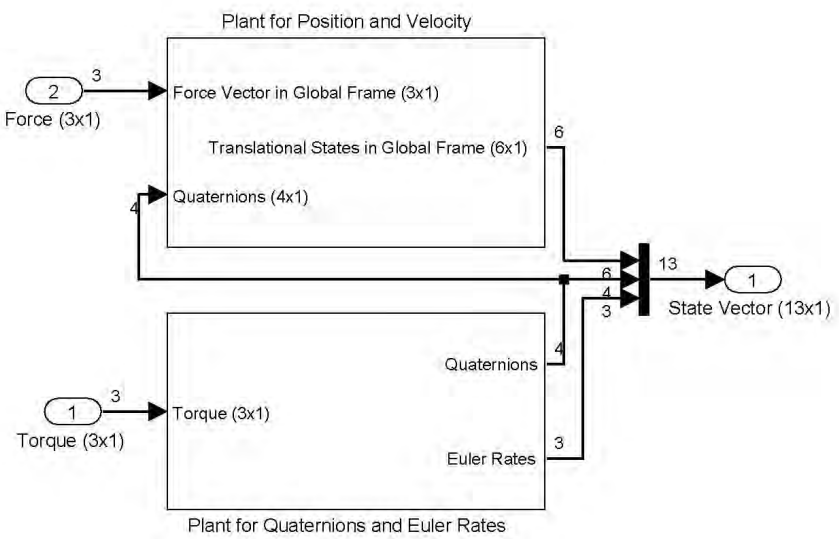 Plant for Position and Velocity
3
2
Force Vector in Global Frame (3x1)
Force (3x1)
6
Translational States in Global Frame (6x1)
4
Quaternions (4x1)
6
13
1
4
3
State Vector (13x1)
4
Quaternions
3
1
Torque (3x1)
Torque (3x1)
3
Euler Rates
Plant for Quaternions and Euler Rates